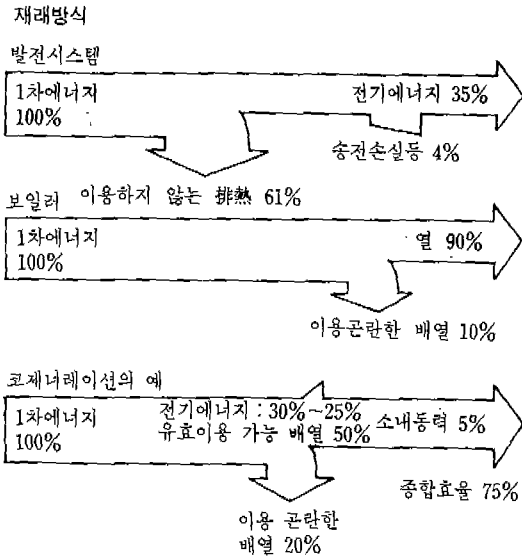 재래방식
발전시스템
1차에너지 전기에너지 35%
100%
송전손실등 4%
보일러 이용하지 않는 排熱 61%
1차에너지 열 90%
100%
이용곤란한 배열 10%
코제너레이션의 예
1차에너지 전기에너지 : 30%~25% 소내동력 5%
100% 유효이용 가능 배열 50%
종합효율 75%
이용 곤란한
배열 20%